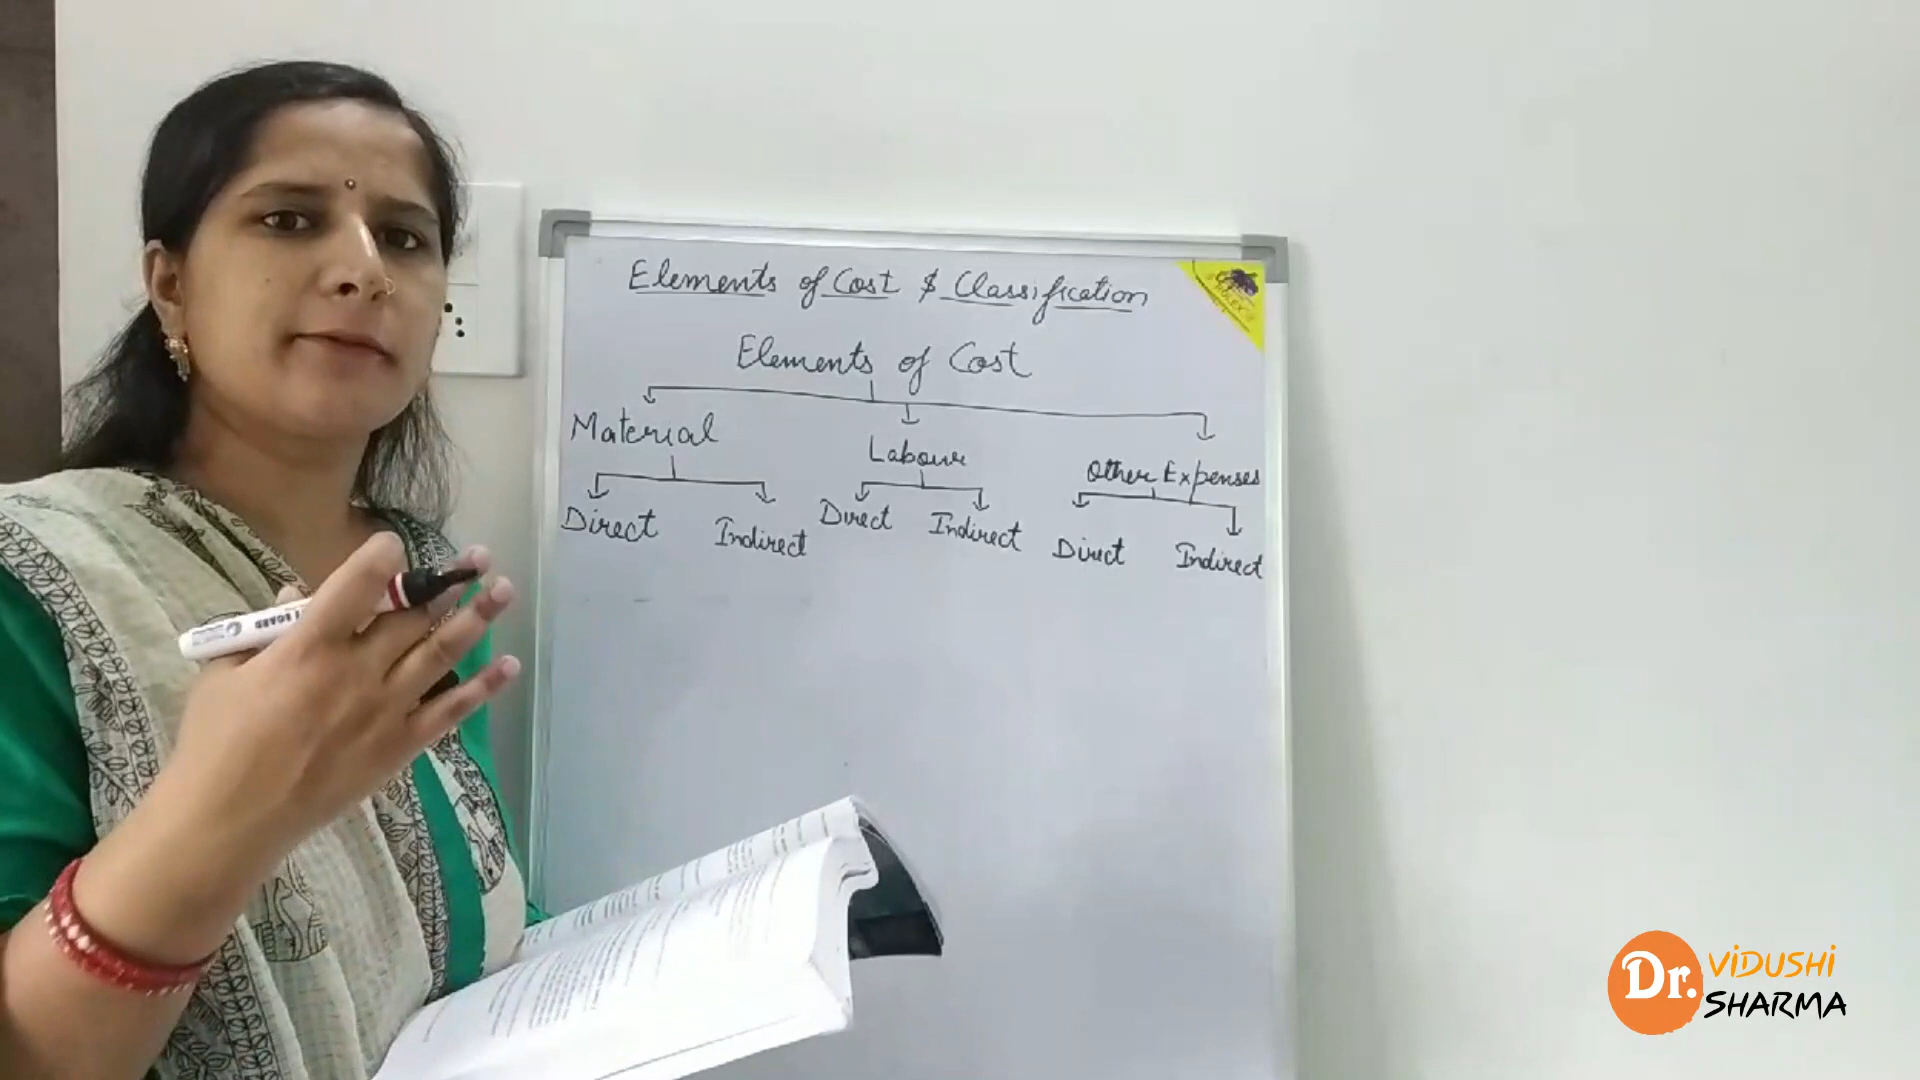 Elements of Cost & Classification
Elements of Cost
Material
Labour
Other Expenses
Direct
Indirect
Direct
Indirect
Direct
Indirect
BOARD
Dr.
ViDUSHi
SHARMA